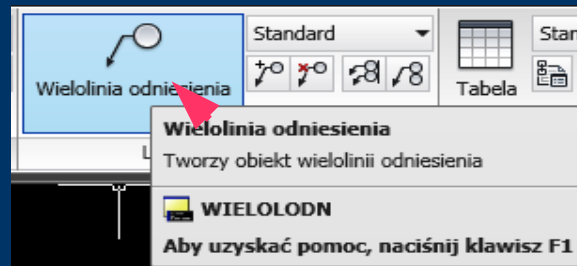 Standard
Stan
Wielolinia odniesienia
Tabela
Wielolinia odniesienia
Tworzy obiekt wielolinii odniesienia
WIELOLODN
Aby uzyskać pomoc, naciśnij klawisz F1